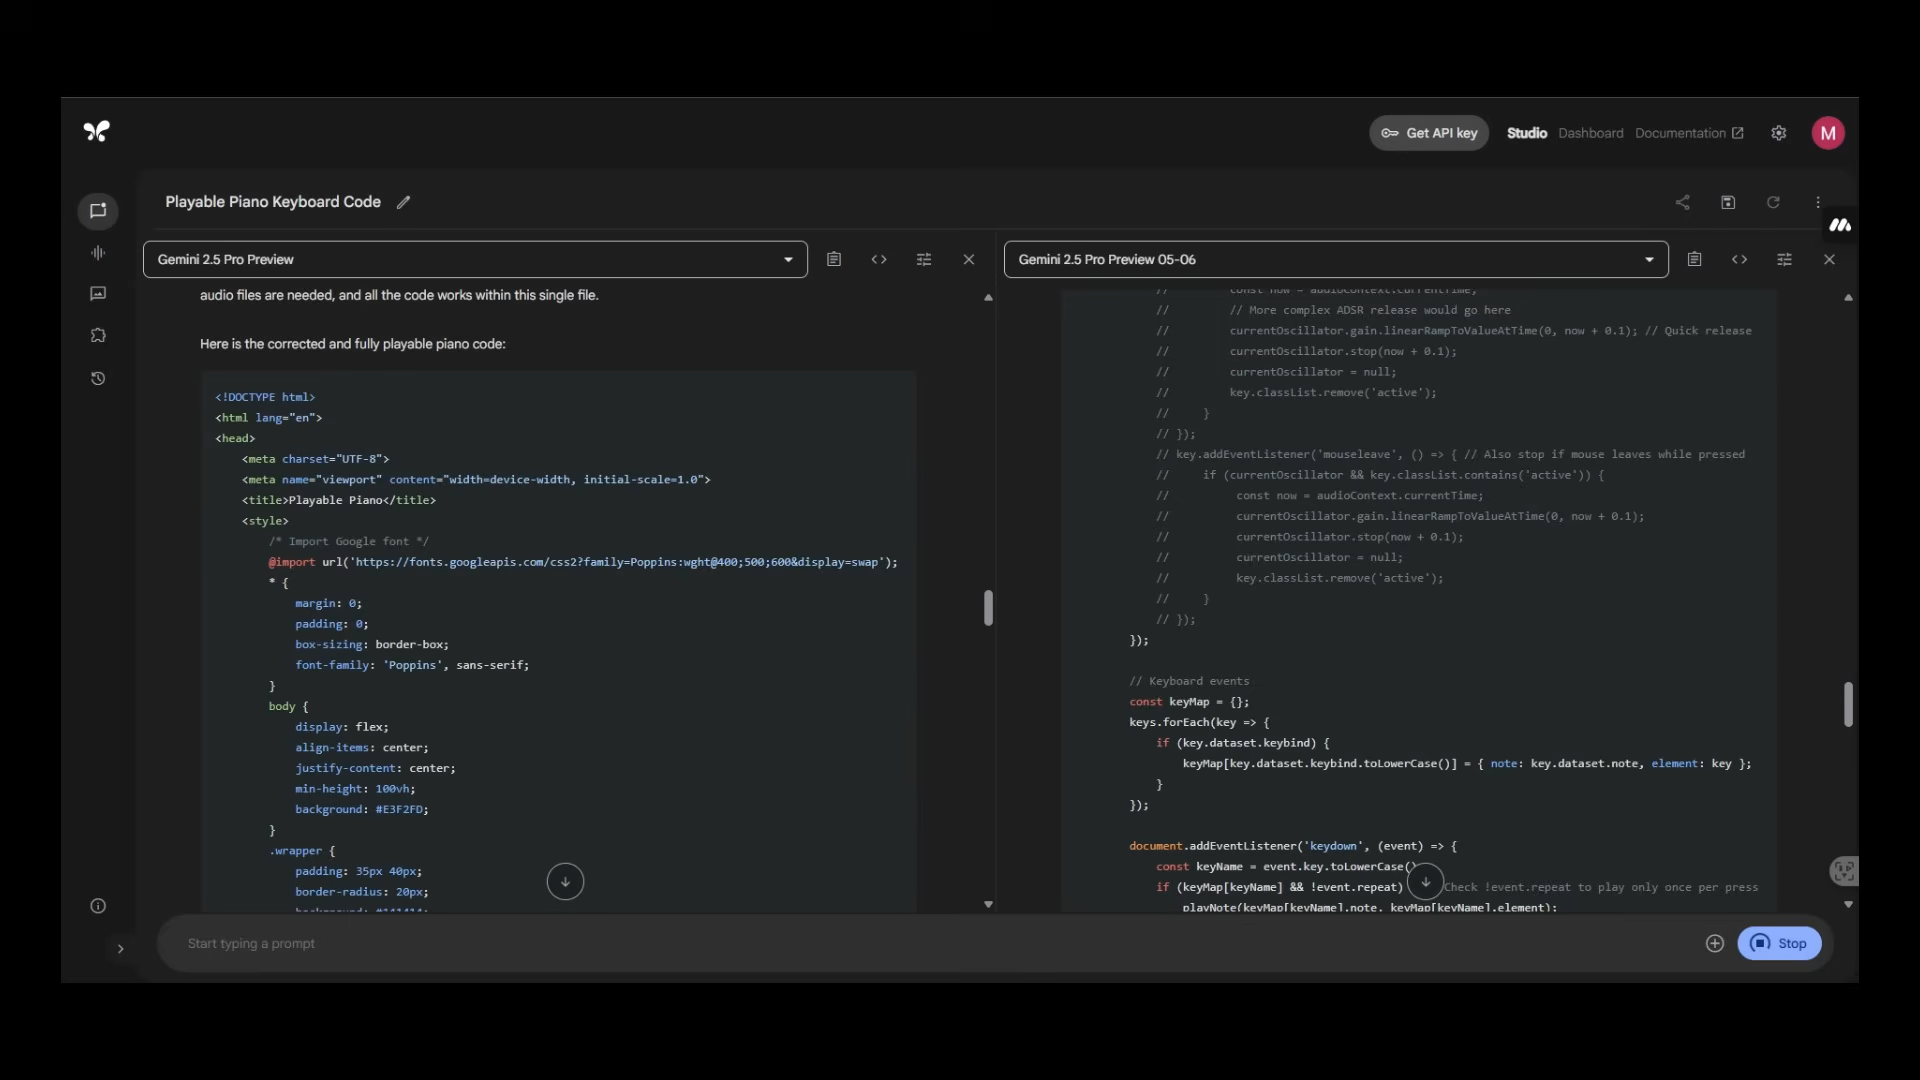 Get API key
Studio
Dashboard
Documentation
M
Playable Piano Keyboard Code
Gemini 2.5 Pro Preview
audio files are needed, and all the code works within this single file.
Here is the corrected and fully playable piano code:
<!DOCTYPE html>
<html lang="en">
<head>
<meta charset="UTF-8">
<meta name="viewport" content="width=device-width, initial-scale=1.0">
<title>Playable Piano</title>
<style>
/* Import Google font */
@import url('https://fonts.googleapis.com/css2?family=Poppins:wght@400;500;600&display=swap');
* {
margin: 0;
padding: 0;
box-sizing: border-box;
font-family: 'Poppins', sans-serif;
}
body {
display: flex;
align-items: center;
justify-content: center;
min-height: 100vh;
background: #E3F2FD;
}
.wrapper {
padding: 35px 40px;
border-radius: 20px;
background: #141414;
Gemini 2.5 Pro Preview 05-06
// const now = audioContext.currentTime;
// // More complex ADSR release would go here
// currentOscillator.gain.linearRampToValueAtTime(0, now + 0.1); // Quick release
// currentOscillator.stop(now + 0.1);
// currentOscillator = null;
// key.classList.remove('active');
// }
// });
// key.addEventListener('mouseleave', () => { // Also stop if mouse leaves while pressed
// if (currentOscillator && key.classList.contains('active')) {
// const now = audioContext.currentTime;
// currentOscillator.gain.linearRampToValueAtTime(0, now + 0.1);
// currentOscillator.stop(now + 0.1);
// currentOscillator = null;
// key.classList.remove('active');
// }
// });
});
// Keyboard events
const keyMap = {};
keys.forEach(key => {
if (key.dataset.keybind) {
keyMap[key.dataset.keybind.toLowerCase()] = { note: key.dataset.note, element: key };
}
});
document.addEventListener('keydown', (event) => {
const keyName = event.key.toLowerCase()
if (keyMap[keyName] && !event.repeat) Check !event.repeat to play only once per press
playNote(keyMap[keyName].note, keyMap[keyName].element);
Start typing a prompt
Stop